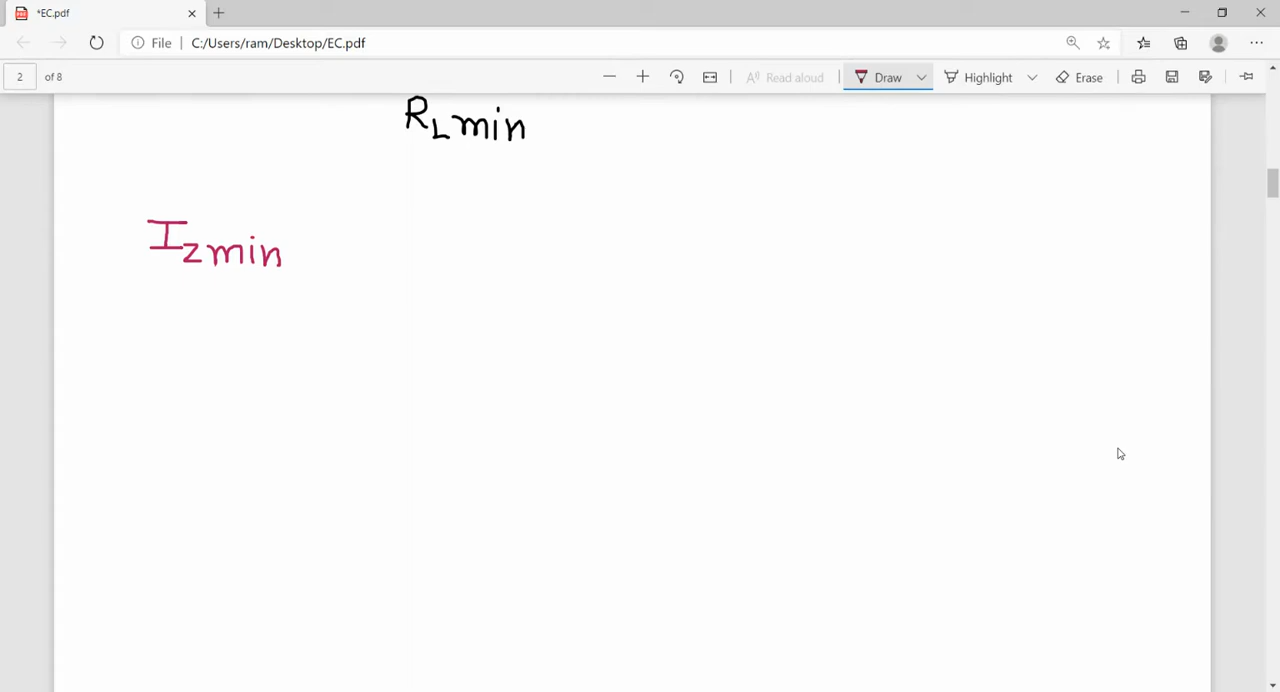 *EC.pdf
File C:/Users/ram/Desktop/EC.pdf
2 of 8 Read aloud Draw Highlight Erase
RLmin
Izmin